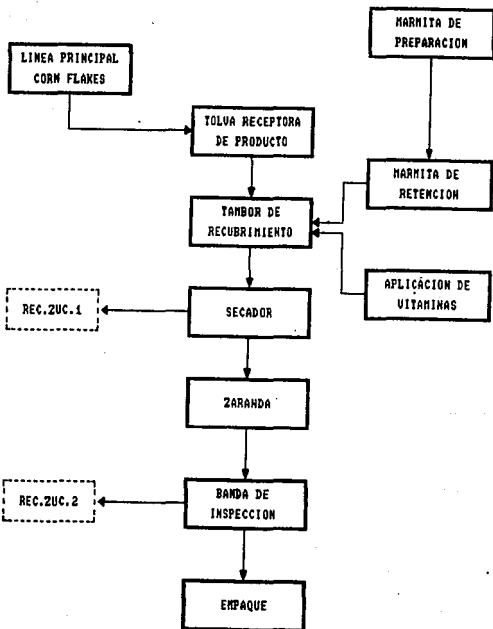 MARMITA DE
PREPARACION
LINEA PRINCIPAL
CORN FLAKES
TOLVA RECEPTORA
DE PRODUCTO
MARMITA DE
RETENCION
TAMBOR DE
RECUBRIMIENTO
APLICACION DE
VITAMINAS
REC.ZUC.1
SECADOR
ZARANDA
REC.ZUC.2
BANDA DE
INSPECCION
EMPAQUE